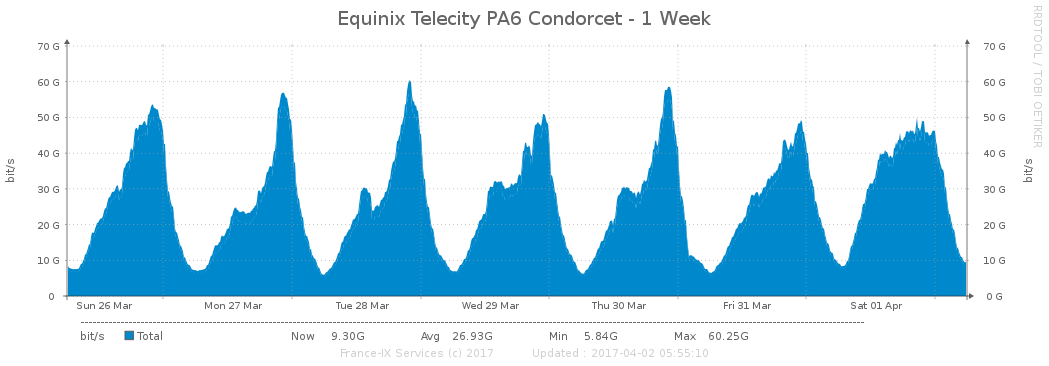 Equinix Telecity PA6 Condorcet - 1 Week
RRDTOOL / TOBI OETIKER
70 G 70 G
60 G 60 G
50 G 50 G
40 G 40 G
bit/s bit/s
30 G 30 G
20 G 20 G
10 G 10 G
0 0 G
Sun 26 Mar Mon 27 Mar Tue 28 Mar Wed 29 Mar Thu 30 Mar Fri 31 Mar Sat 01 Apr
bit/s Total Now 9.30G Avg 26.93G Min 5.84G Max 60.25G
France-IX Services (c) 2017 Updated : 2017-04-02 05:55:10